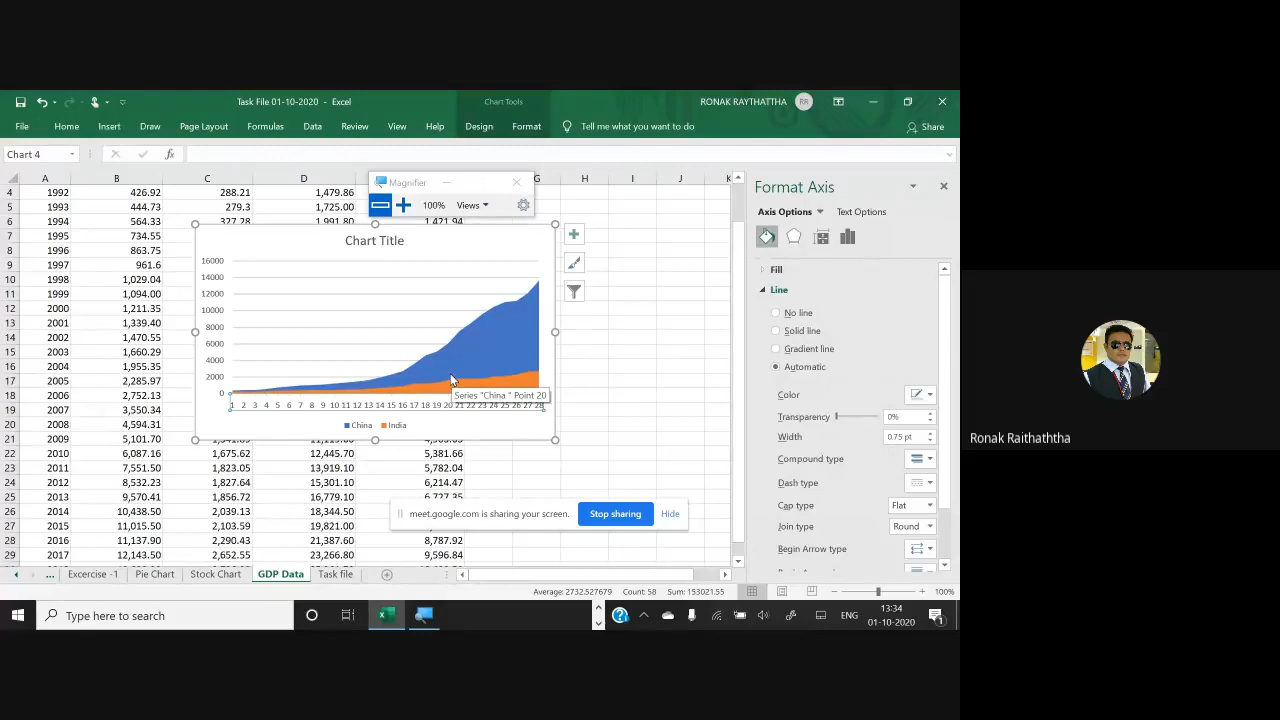 Task File 01-10-2020 - Excel
Chart Tools
RONAK RAYTHATTHA RR
File Home Insert Draw Page Layout Formulas Data Review View Help Design Format Tell me what you want to do Share
Chart 4
fx
A B C D G H I J K
Magnifier
100% Views
4 1992 426.92 288.21 1,479.86
5 1993 444.73 279.3 1,725.00
6 1994 564.33 327.28 1,991.80 1,421.94
7 1995 734.55
8 1996 863.75
9 1997 961.6
10 1998 1,029.04
11 1999 1,094.00
12 2000 1,211.35
13 2001 1,339.40
14 2002 1,470.55
15 2003 1,660.29
16 2004 1,955.35
17 2005 2,285.97
18 2006 2,752.13
19 2007 3,550.34
20 2008 4,594.31
21 2009 5,101.70
22 2010 6,087.16 1,675.62 12,445.70 5,381.66
23 2011 7,551.50 1,823.05 13,919.10 5,782.04
24 2012 8,532.23 1,827.64 15,301.10 6,214.47
25 2013 9,570.41 1,856.72 16,779.10 6,727.35
26 2014 10,438.50 2,039.13 18,344.50
27 2015 11,015.50 2,103.59 19,821.00
28 2016 11,137.90 2,290.43 21,387.60 8,787.92
29 2017 12,143.50 2,652.55 23,266.80 9,596.84
Chart Title
16000
14000
12000
10000
8000
6000
4000
2000
0
1 2 3 4 5 6 7 8 9 10 11 12 13 14 15 16 17 18 19 20 21 22 23 24 25 26 27 28
Series "China " Point 20
China India
meet.google.com is sharing your screen. Stop sharing Hide
Format Axis
Axis Options Text Options
Fill
Line
No line
Solid line
Gradient line
Automatic
Color
Transparency 0%
Width 0.75 pt
Compound type
Dash type
Cap type Flat
Join type Round
Begin Arrow type
... Excercise -1 Pie Chart Stock Chart GDP Data Task file
Average: 2732.527679 Count: 58 Sum: 153021.55 100%
Type here to search
ENG
13:34
01-10-2020
1
Ronak Raithaththa